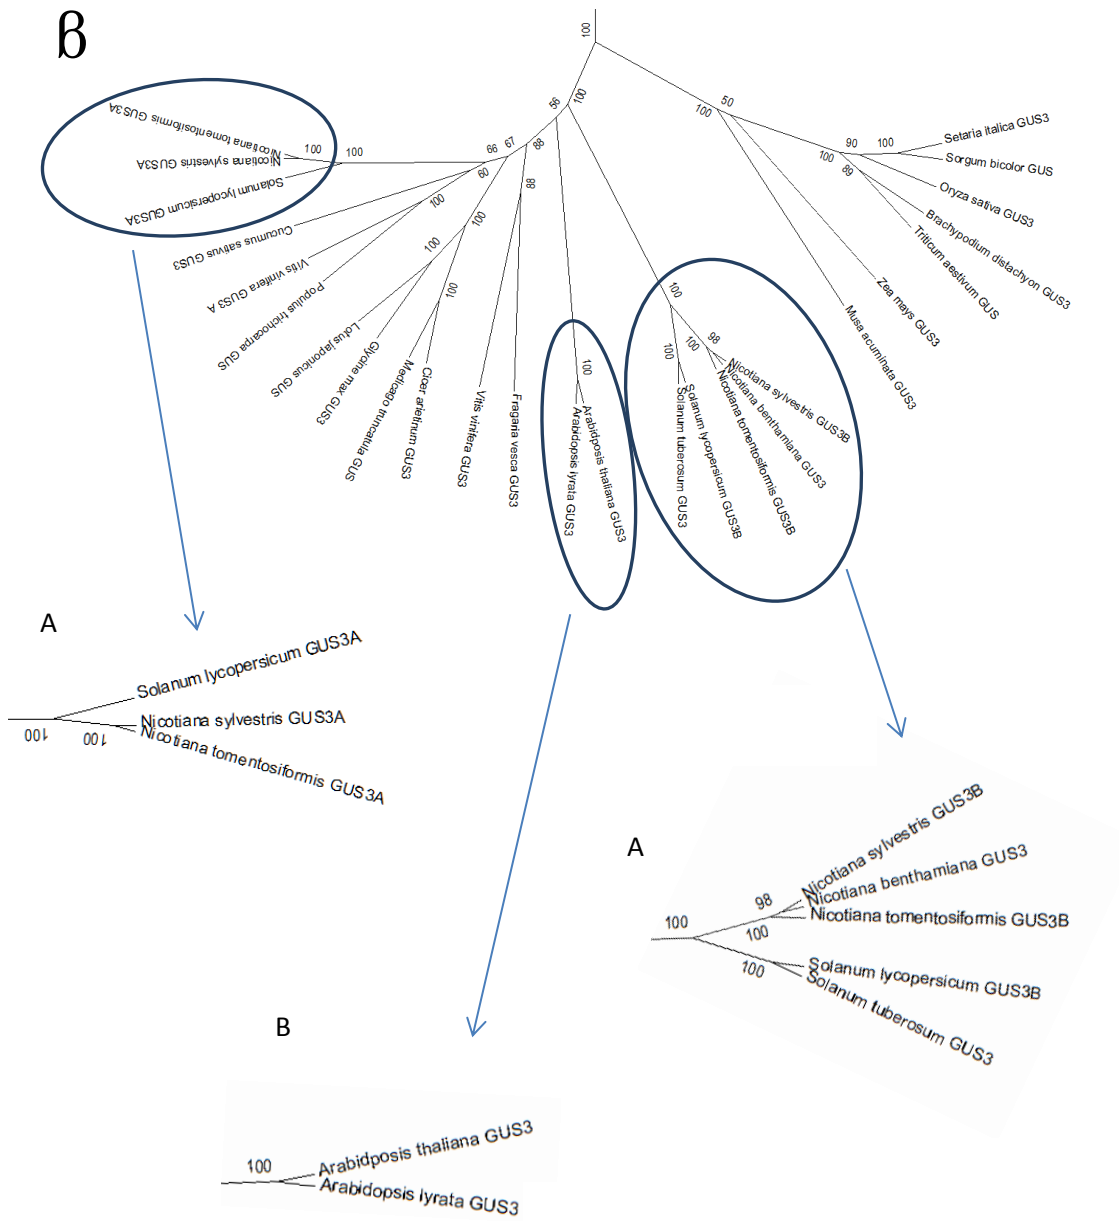 β
100
100
56
88
67
66
60
100
100
Nicotiana tomentosiformis GUS3A
Nicotiana sylvestris GUS3A
Solanum lycopersicum GUS3A
Cucumus sativus GUS3
100
Vitis vinifera GUS3 A
Populus trichocarpa GUS
100
100
Lotus japonicus GUS
Glycine max GUS3
100
Medicago truncatula GUS
Cicer arietinum GUS3
88
Vitis vinifera GUS3
Fragaria vesca GUS3
100
Arabidopsis lyrata GUS3
Arabidposis thaliana GUS3
100
100
Solanum tuberosum GUS3
Solanum lycopersicum GUS3B
100
98
Nicotiana tomentosiformis GUS3B
Nicotiana benthamiana GUS3
Nicotiana sylvestris GUS3B
100
50
Musa acuminata GUS3
Zea mays GUS3
100
90
100
89
Setaria italica GUS3
Sorgum bicolor GUS
Oryza sativa GUS3
Brachypodium distachyon GUS3
Triticum aestivum GUS
A
Solanum lycopersicum GUS3A
Nicotiana sylvestris GUS3A
Nicotiana tomentosiformis GUS3A
100
100
A
Nicotiana sylvestris GUS3B
Nicotiana benthamiana GUS3
Nicotiana tomentosiformis GUS3B
98
100
100
100
Solanum lycopersicum GUS3B
Solanum tuberosum GUS3
B
100
Arabidposis thaliana GUS3
Arabidopsis lyrata GUS3